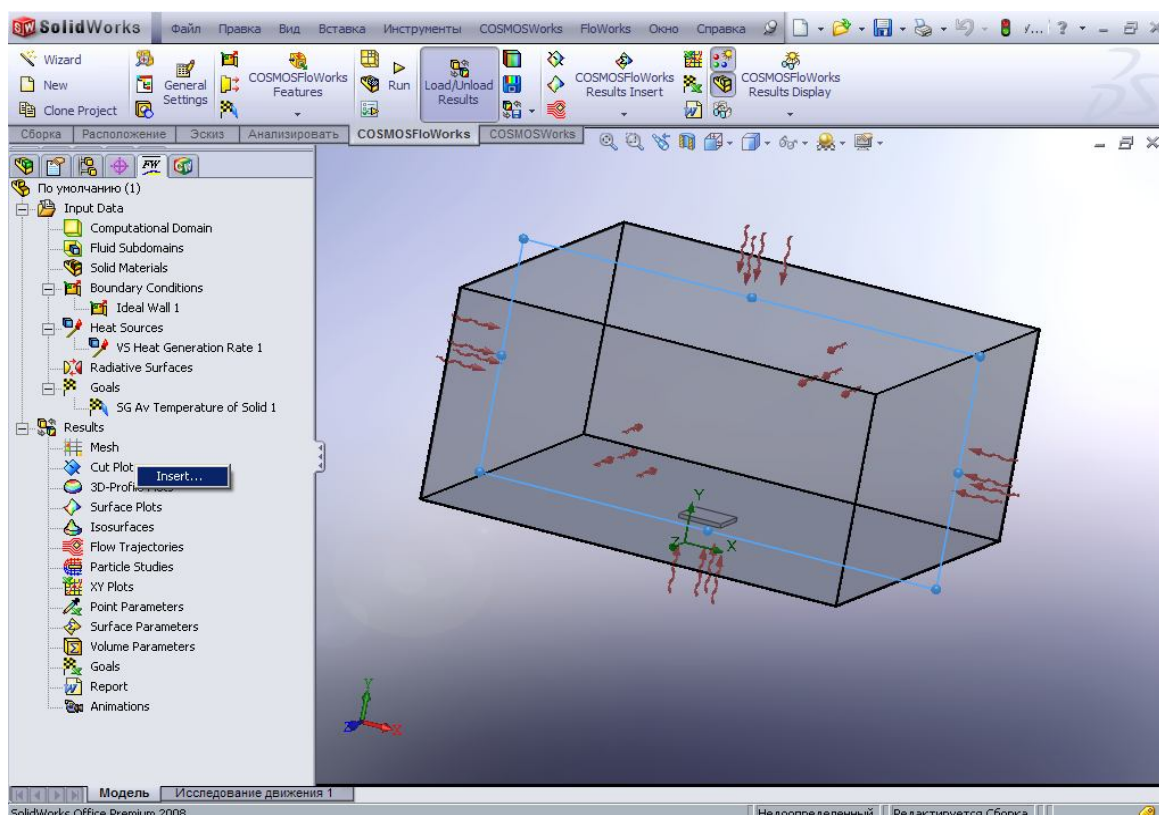 SolidWorks Файл Правка Вид Вставка Инструменты COSMOSWorks FloWorks Окно Справка
Wizard
New
Clone Project
General Settings
COSMOSFloWorks Features
Run
Load/Unload Results
COSMOSFloWorks Results Insert
COSMOSFloWorks Results Display
Сборка Расположение Эскиз Анализировать COSMOSFloWorks COSMOSWorks
По умолчанию (1)
Input Data
Computational Domain
Fluid Subdomains
Solid Materials
Boundary Conditions
Ideal Wall 1
Heat Sources
VS Heat Generation Rate 1
Radiative Surfaces
Goals
SG Av Temperature of Solid 1
Results
Mesh
Cut Plot
Insert...
Surface Plots
Isosurfaces
Flow Trajectories
Particle Studies
XY Plots
Point Parameters
Surface Parameters
Volume Parameters
Goals
Report
Animations
Y
Z X
Y
Z X
Модель Исследование движения 1
SolidWorks Office Premium 2008 Недоопределенный Редактируется Сборка